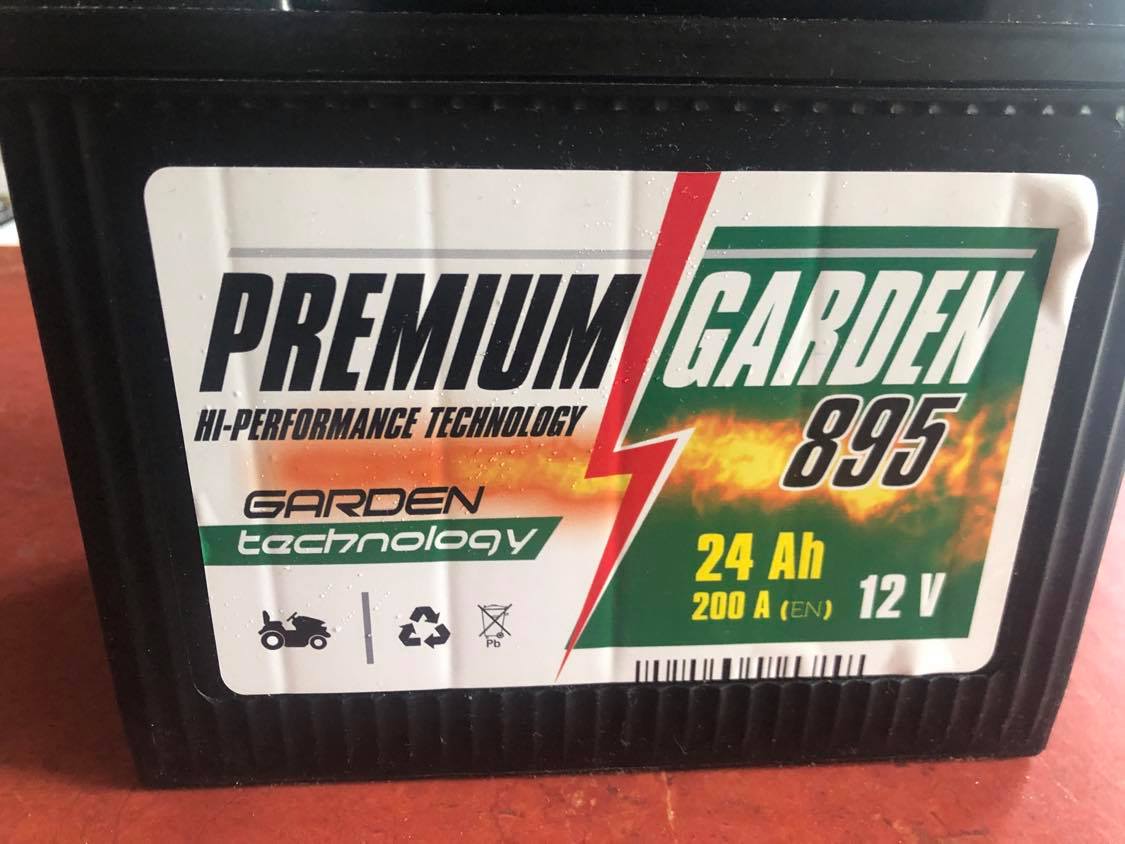 PREMIUM GARDEN
HI-PERFORMANCE TECHNOLOGY
895
GARDEN
technology
24 Ah
200 A (EN) 12 V
Pb